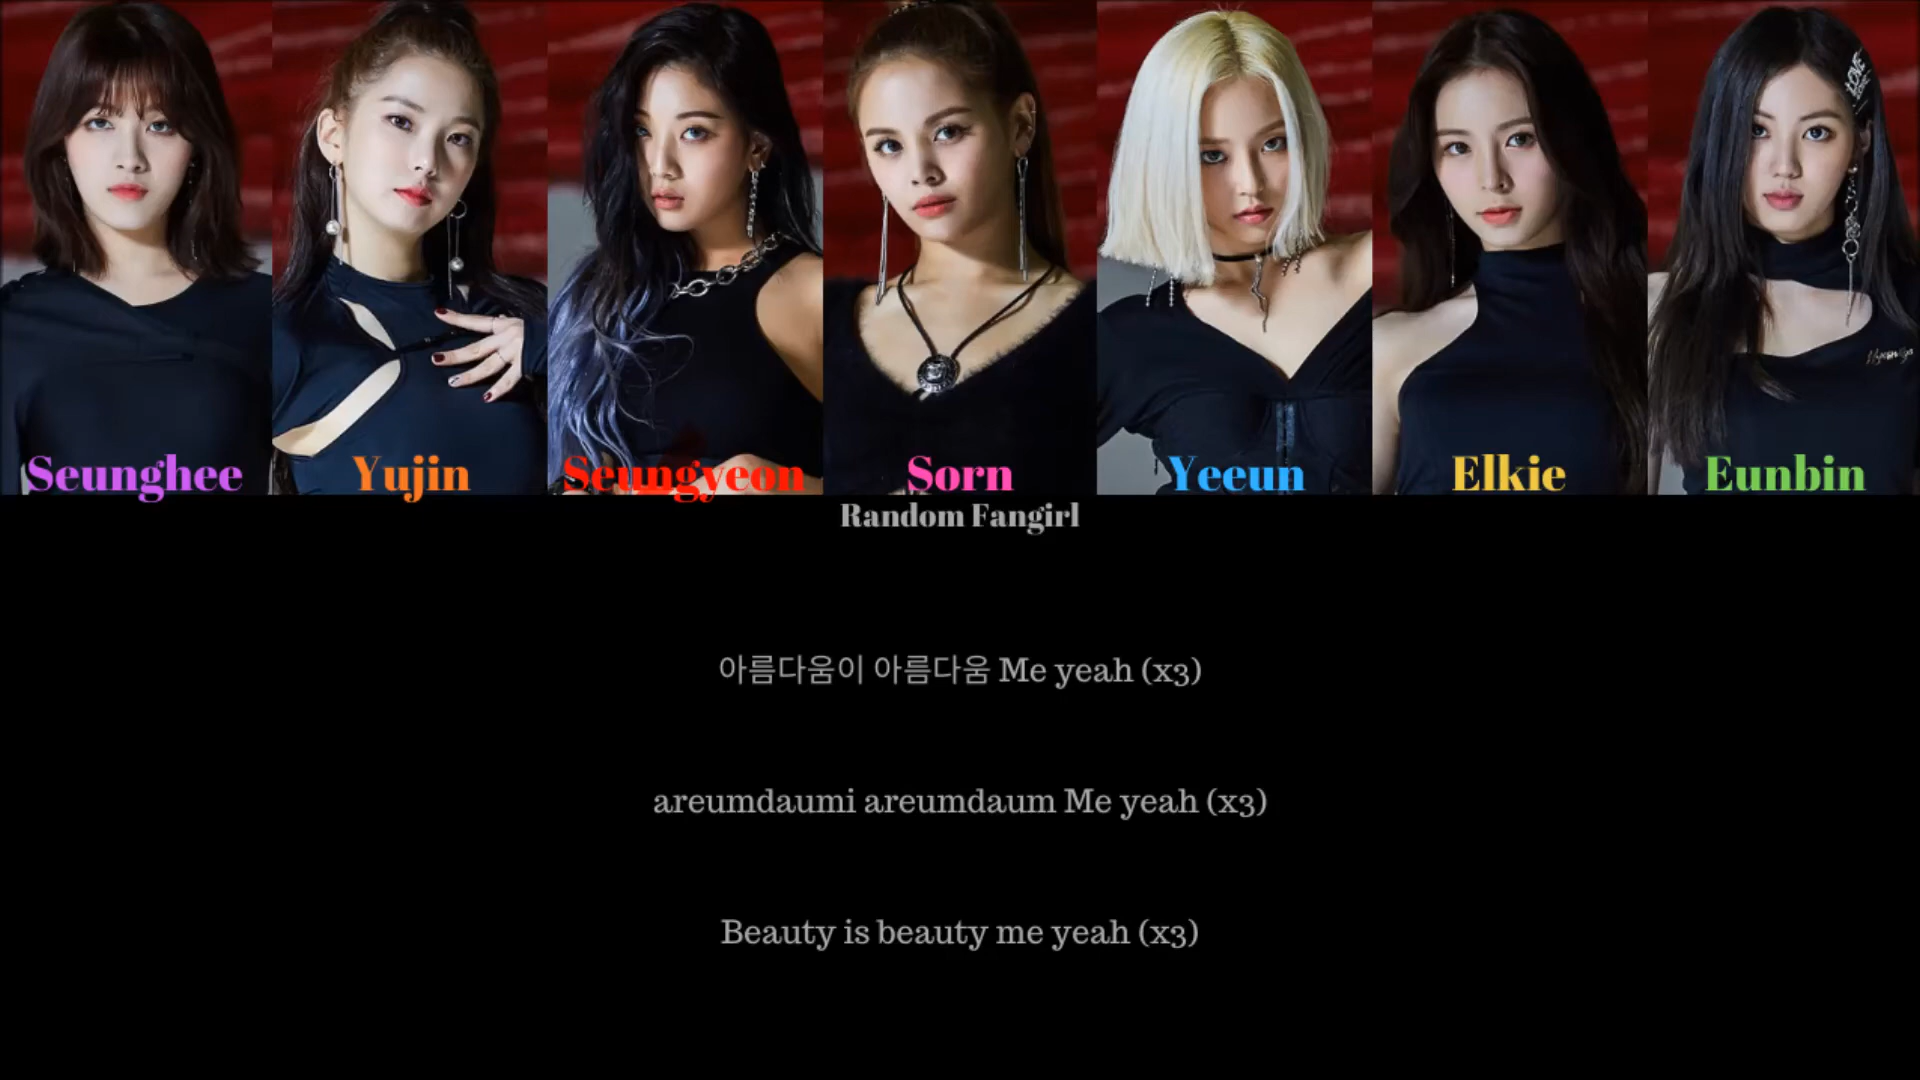 Seunghee Yujin Seungyeon Sorn Yeeun Elkie Eunbin
Random Fangirl
아름다움이 아름다움 Me yeah (x3)
areumdaumi areumdaum Me yeah (x3)
Beauty is beauty me yeah (x3)